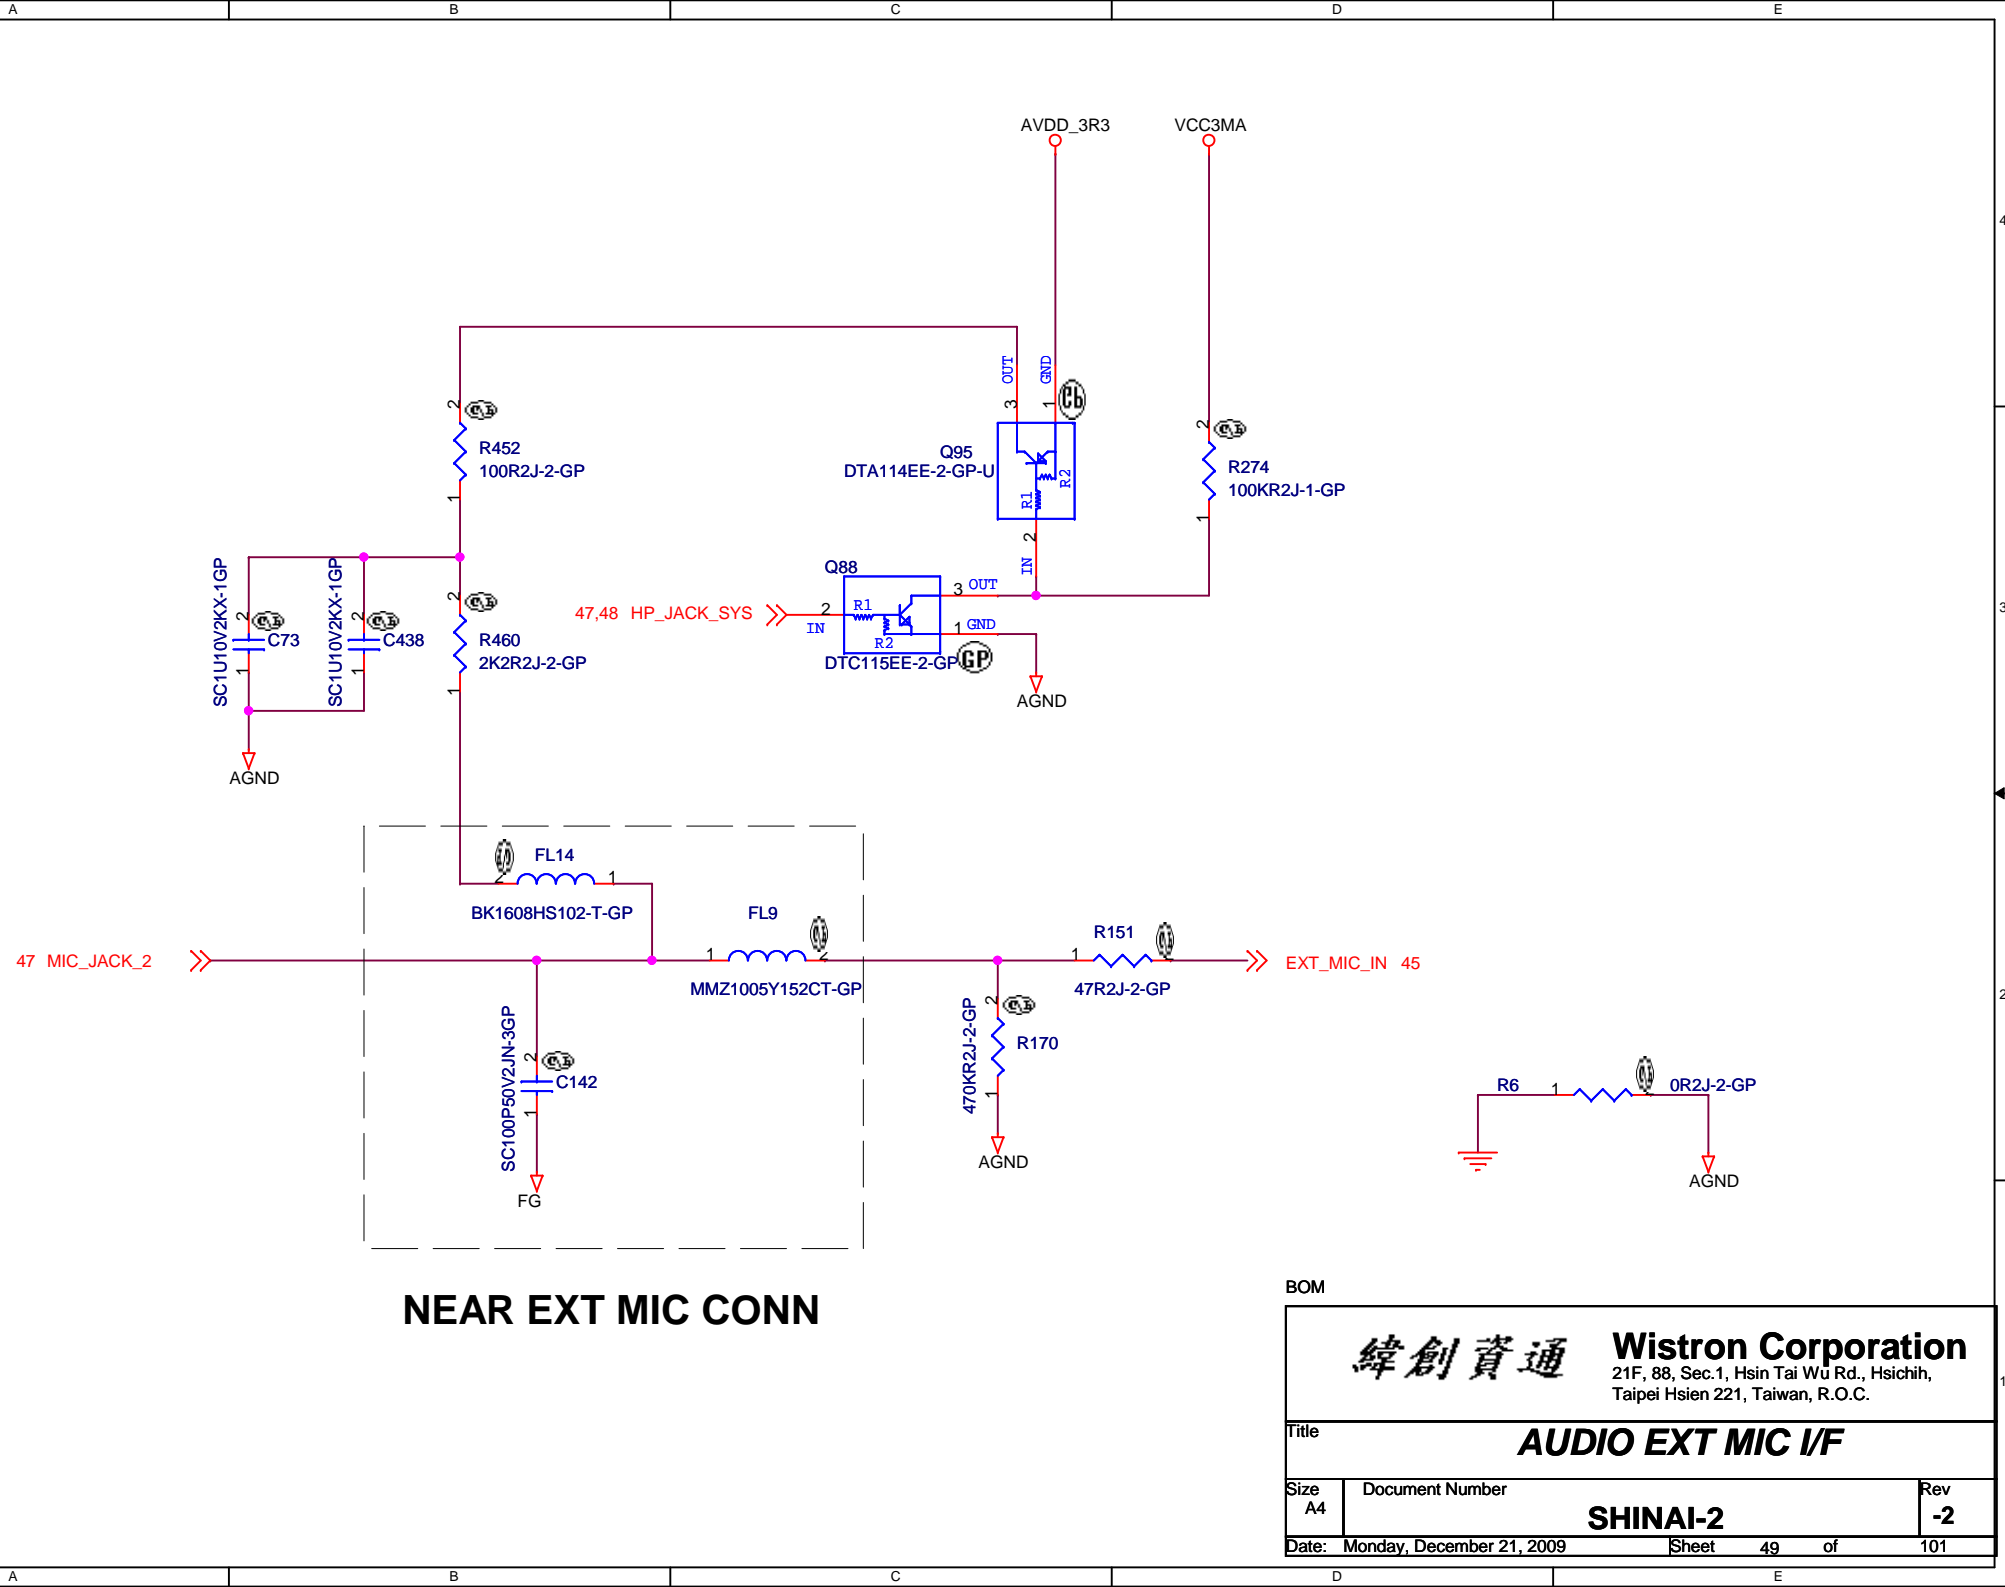 A B C D E
AVDD_3R3 VCC3MA
4
OUT GND
3 1
2
R452
100R2J-2-GP
1
Q95
DTA114EE-2-GP-U
R1 R2
2
IN
2
R274
100KR2J-1-GP
1
SC1U10V2KX-1GP
2
C73
1
SC1U10V2KX-1GP
2
C438
1
AGND
2
R460
2K2R2J-2-GP
1
Q88
47,48 HP_JACK_SYS
2
IN
R1
R2
3 OUT
1 GND
DTC115EE-2-GP
GP
AGND
3
FL14
2 1
BK1608HS102-T-GP
FL9
1 2
MMZ1005Y152CT-GP
47 MIC_JACK_2
R151
1
47R2J-2-GP
EXT_MIC_IN 45
2
SC100P50V2JN-3GP
2
C142
1
FG
470KR2J-2-GP
2
R170
1
AGND
R6 1 0R2J-2-GP
AGND
NEAR EXT MIC CONN
BOM
緯創資通
Wistron Corporation
21F, 88, Sec.1, Hsin Tai Wu Rd., Hsichih,
Taipei Hsien 221, Taiwan, R.O.C.
1
Title
AUDIO EXT MIC I/F
Size
A4
Document Number
SHINAI-2
Rev
-2
Date: Monday, December 21, 2009
Sheet 49 of 101
A B C D E